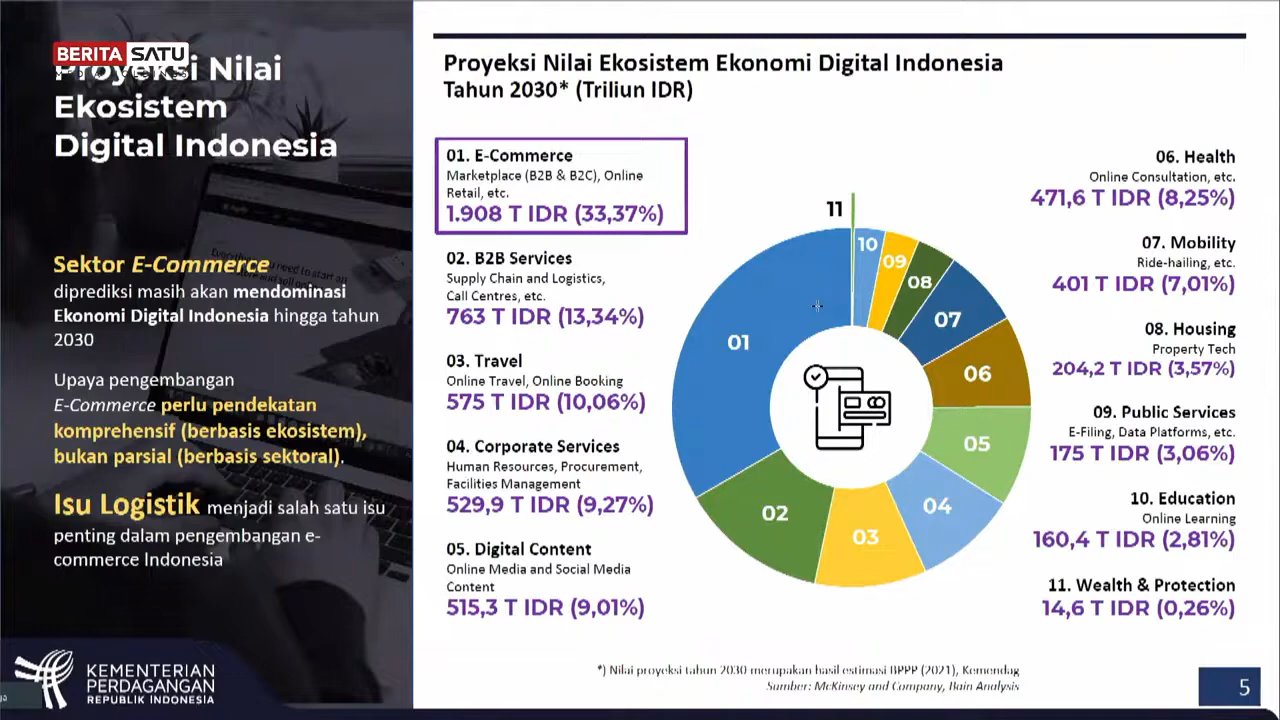 BERITA SATU
Proyeksi Nilai
Ekosistem
Digital Indonesia
Sektor E-Commerce
diprediksi masih akan mendominasi
Ekonomi Digital Indonesia hingga tahun
2030
Upaya pengembangan
E-Commerce perlu pendekatan
komprehensif (berbasis ekosistem),
bukan parsial (berbasis sektoral).
Isu Logistik menjadi salah satu isu
penting dalam pengembangan e-
commerce Indonesia
KEMENTERIAN
PERDAGANGAN
REPUBLIK INDONESIA
Proyeksi Nilai Ekosistem Ekonomi Digital Indonesia
Tahun 2030* (Triliun IDR)
01. E-Commerce
Marketplace (B2B & B2C), Online
Retail, etc.
1.908 T IDR (33,37%)
02. B2B Services
Supply Chain and Logistics,
Call Centres, etc.
763 T IDR (13,34%)
03. Travel
Online Travel, Online Booking
575 T IDR (10,06%)
04. Corporate Services
Human Resources, Procurement,
Facilities Management
529,9 T IDR (9,27%)
05. Digital Content
Online Media and Social Media
Content
515,3 T IDR (9,01%)
11
10
09
08
07
06
05
04
03
02
01
06. Health
Online Consultation, etc.
471,6 T IDR (8,25%)
07. Mobility
Ride-hailing, etc.
401 T IDR (7,01%)
08. Housing
Property Tech
204,2 T IDR (3,57%)
09. Public Services
E-Filing, Data Platforms, etc.
175 T IDR (3,06%)
10. Education
Online Learning
160,4 T IDR (2,81%)
11. Wealth & Protection
14,6 T IDR (0,26%)
*) Nilai proyeksi tahun 2030 merupakan hasil estimasi BPPP (2021), Kemendag
Sumber: McKinsey and Company, Bain Analysis
5